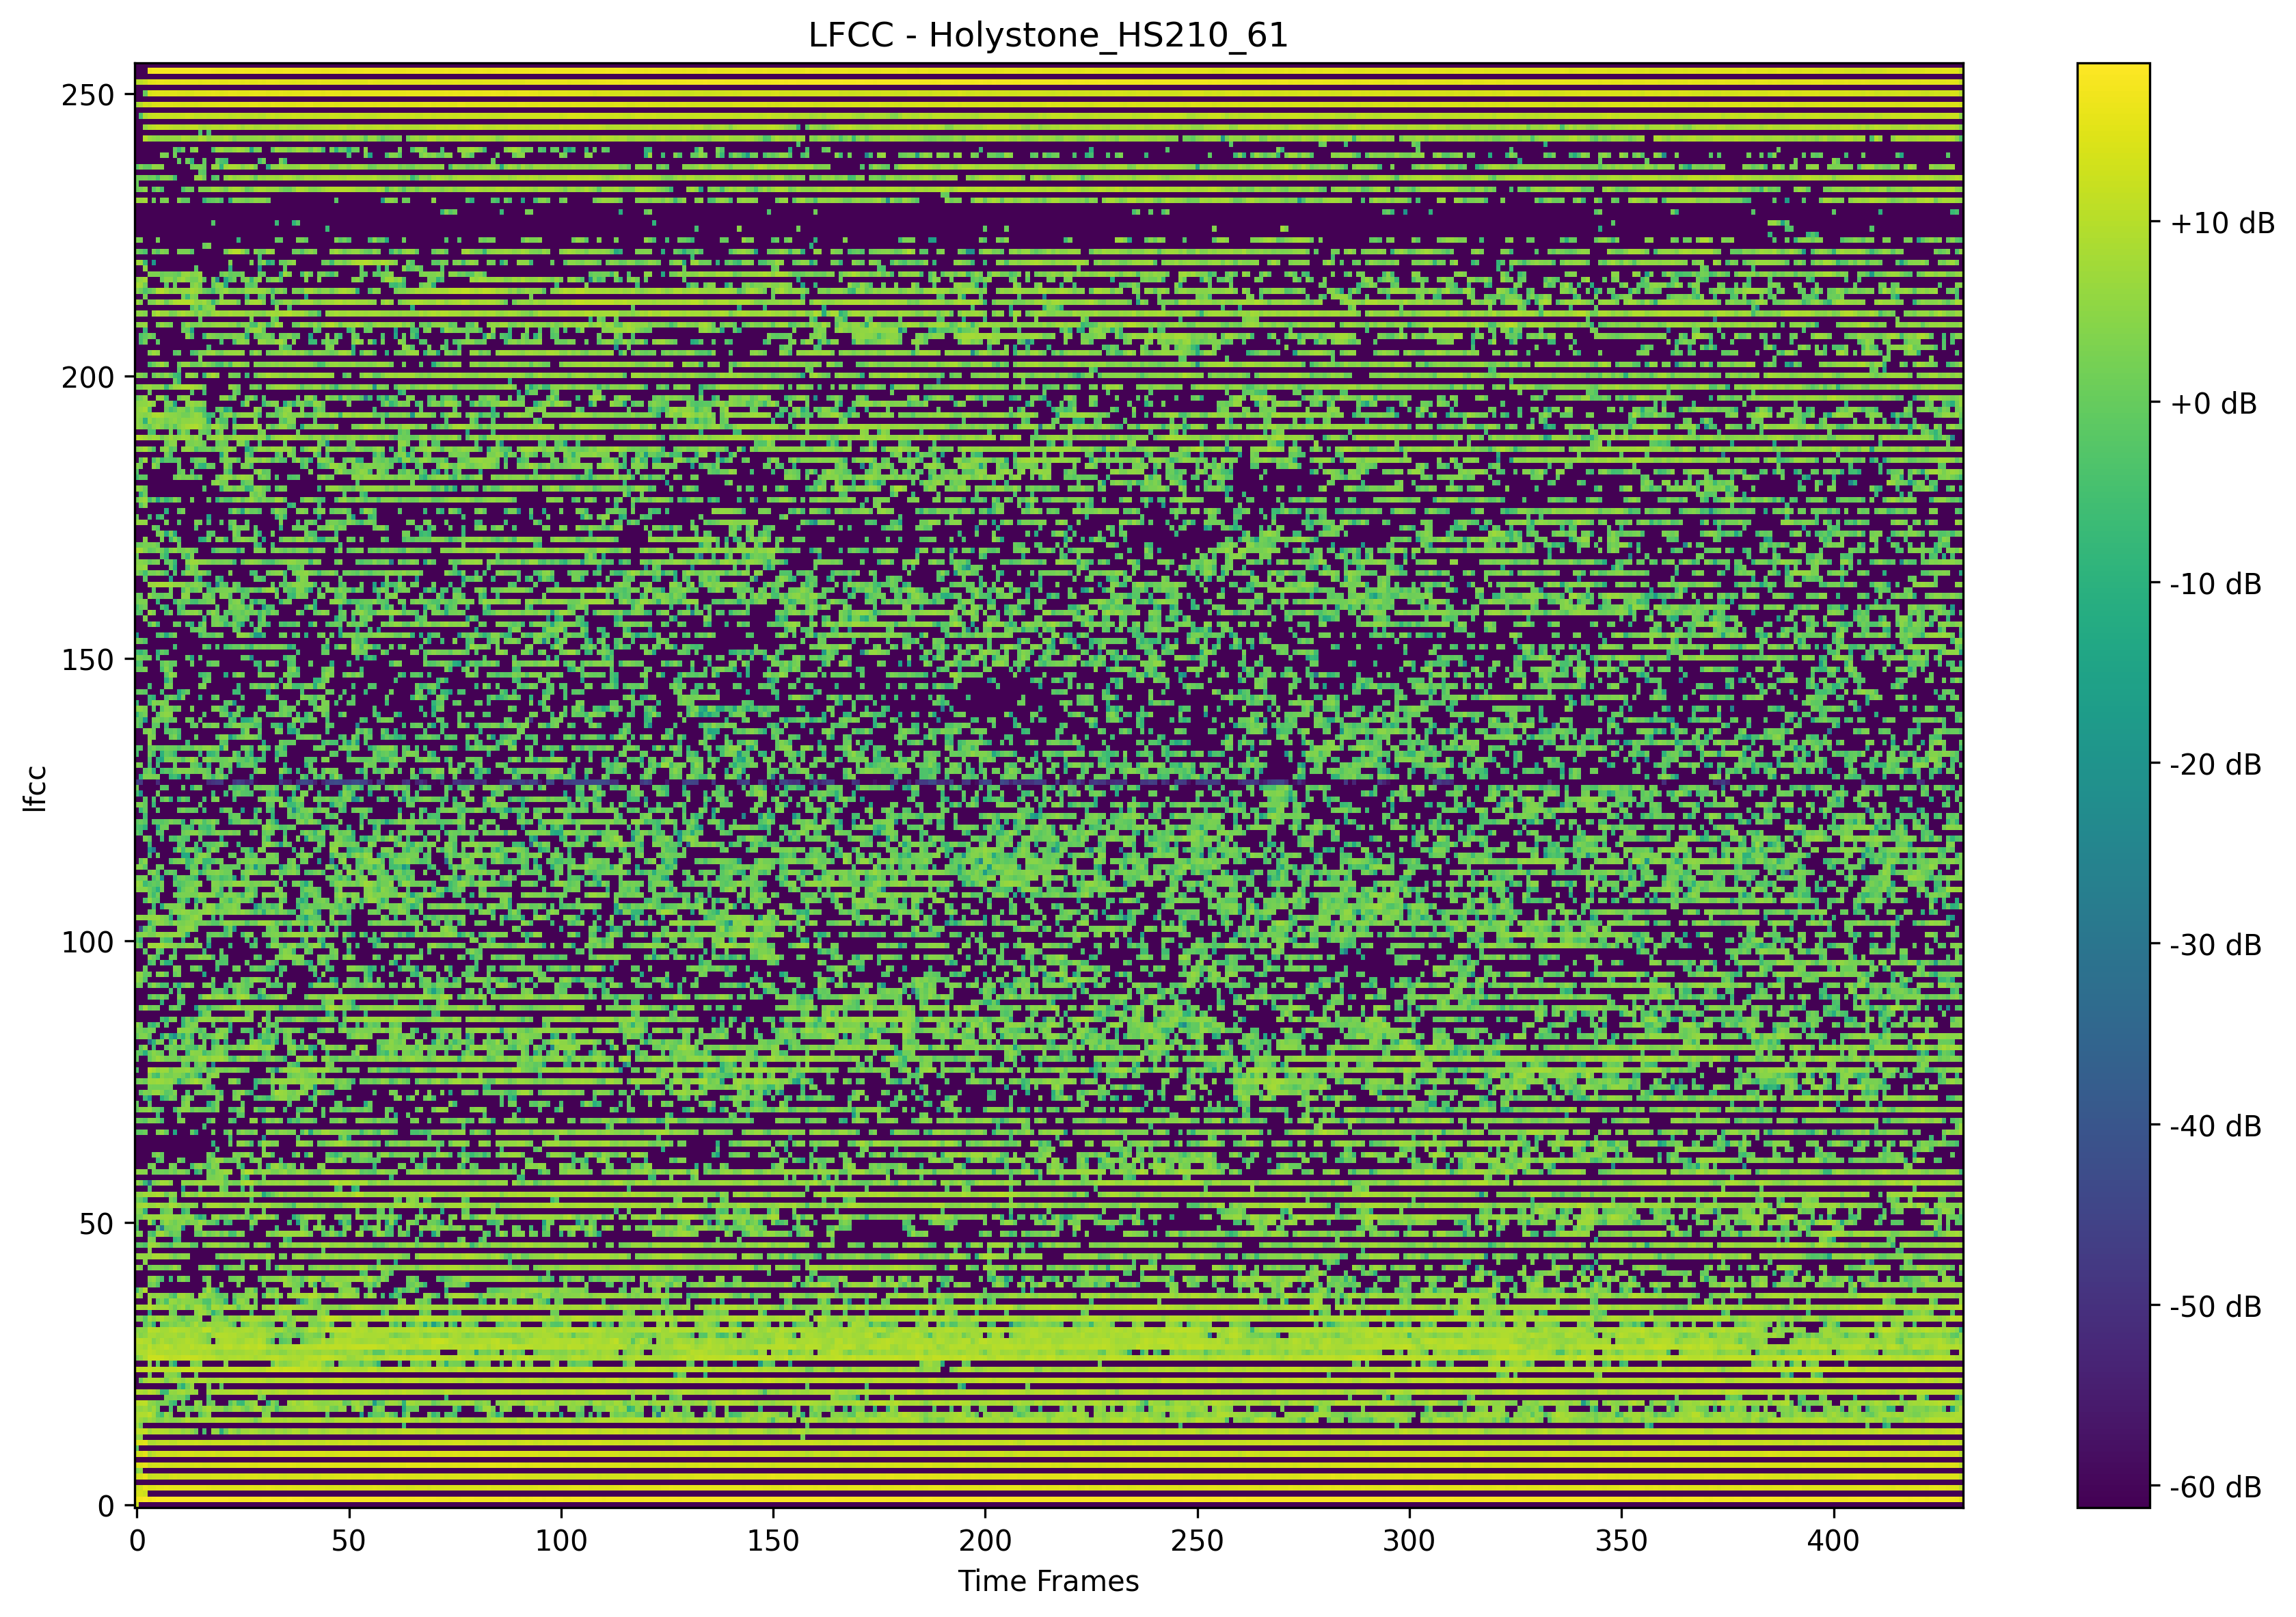 LFCC - Holystone_HS210_61
lfcc
250
200
150
100
50
0
0 50 100 150 200 250 300 350 400
Time Frames
+10 dB
+0 dB
-10 dB
-20 dB
-30 dB
-40 dB
-50 dB
-60 dB